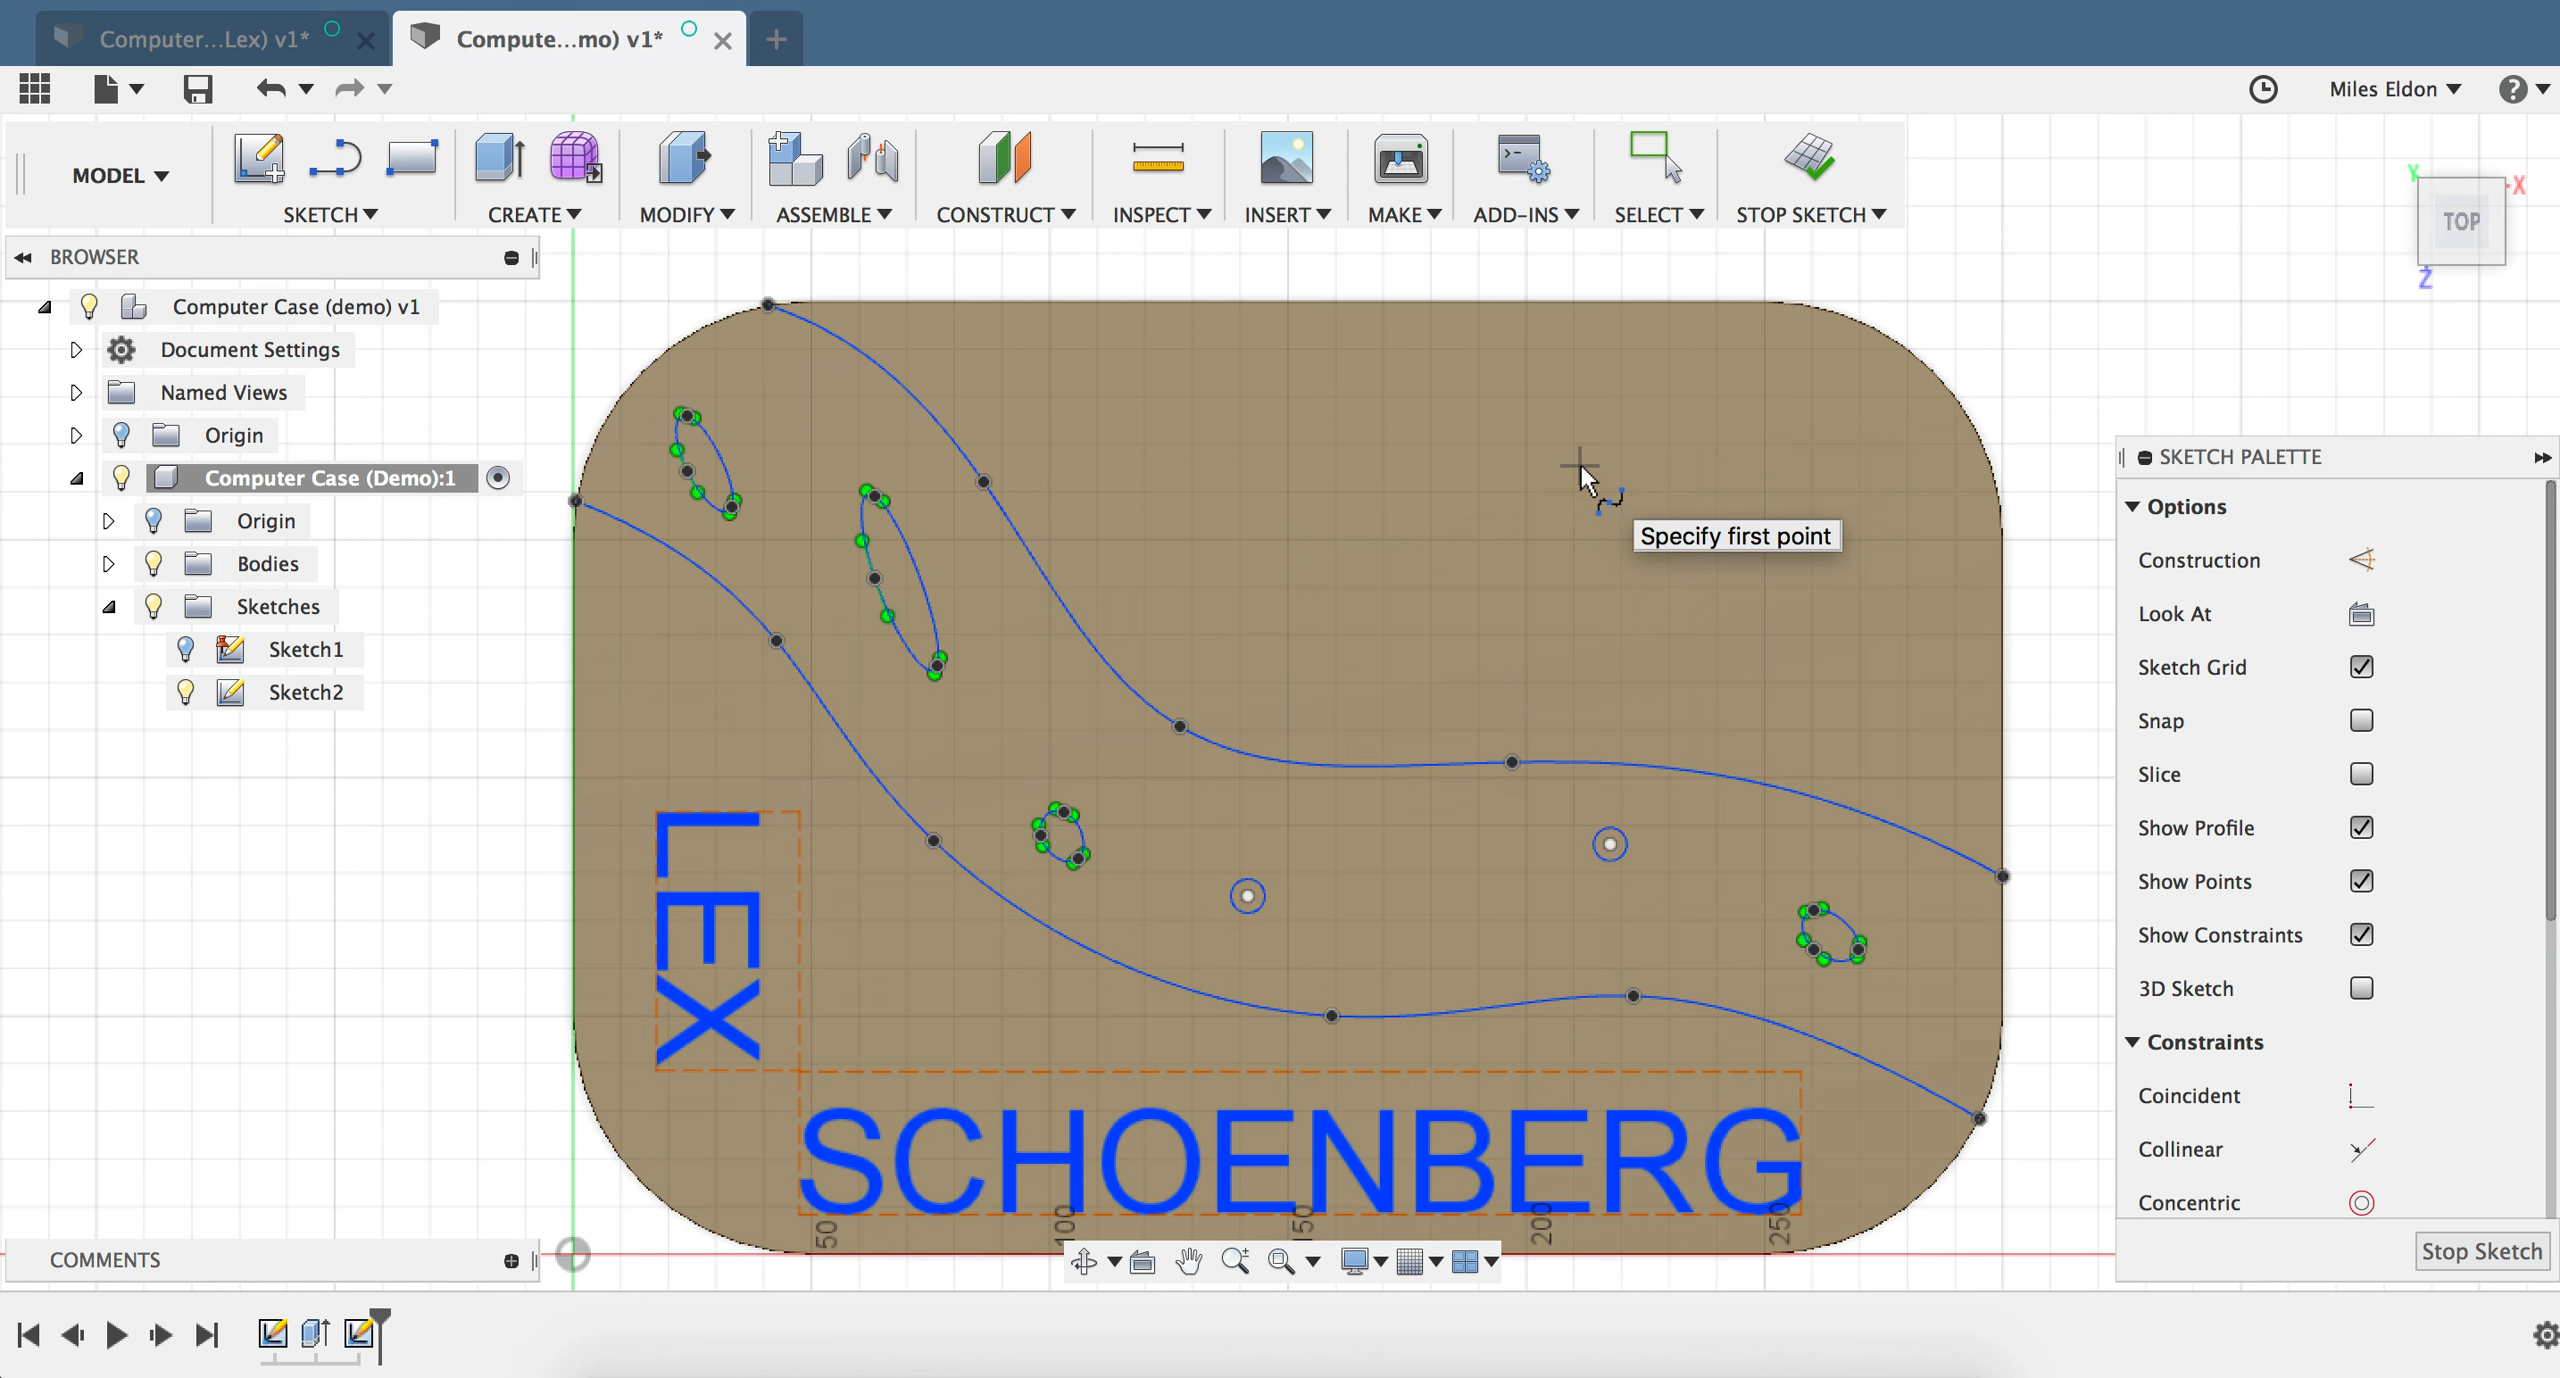 Computer...Lex) v1*
Compute...mo) v1*
Miles Eldon
MODEL
SKETCH
CREATE
MODIFY
ASSEMBLE
CONSTRUCT
INSPECT
INSERT
MAKE
ADD-INS
SELECT
STOP SKETCH
Y
X
TOP
Z
BROWSER
Computer Case (demo) v1
Document Settings
Named Views
Origin
Computer Case (Demo):1
Origin
Bodies
Sketches
Sketch1
Sketch2
Specify first point
LEX
SCHOENBERG
50
100
150
200
250
SKETCH PALETTE
Options
Construction
Look At
Sketch Grid
Snap
Slice
Show Profile
Show Points
Show Constraints
3D Sketch
Constraints
Coincident
Collinear
Concentric
Stop Sketch
COMMENTS